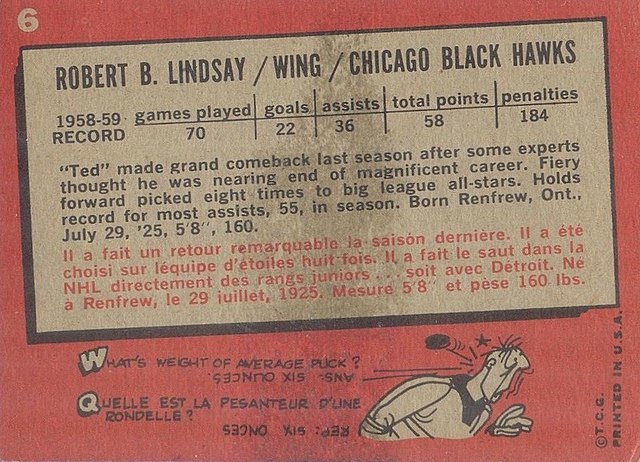 6
ROBERT B. LINDSAY / WING / CHICAGO BLACK HAWKS
1958-59 RECORD games played goals assists total points penalties
70 22 36 58 184
"Ted" made grand comeback last season after some experts
thought he was nearing end of magnificent career. Fiery
forward picked eight times to big league all-stars. Holds
record for most assists, 55, in season. Born Renfrew, Ont.,
July 29, '25, 5'8", 160.
Il a fait un retour remarquable la saison dernière. Il a été
choisi sur léquipe d'étoiles huit fois. Il a fait le saut dans la
NHL directement des rangs juniors . . . soit avec Détroit. Né
à Renfrew, le 29 juillet, 1925. Mesure 5'8" et pèse 160 lbs.
WHAT'S WEIGHT OF AVERAGE PUCK?
ANS- SIX OUNCES.
QUELLE EST LA PESANTEUR D'UNE
RONDELLE?
REP: SIX ONCES
©T.C.G. PRINTED IN U.S.A.